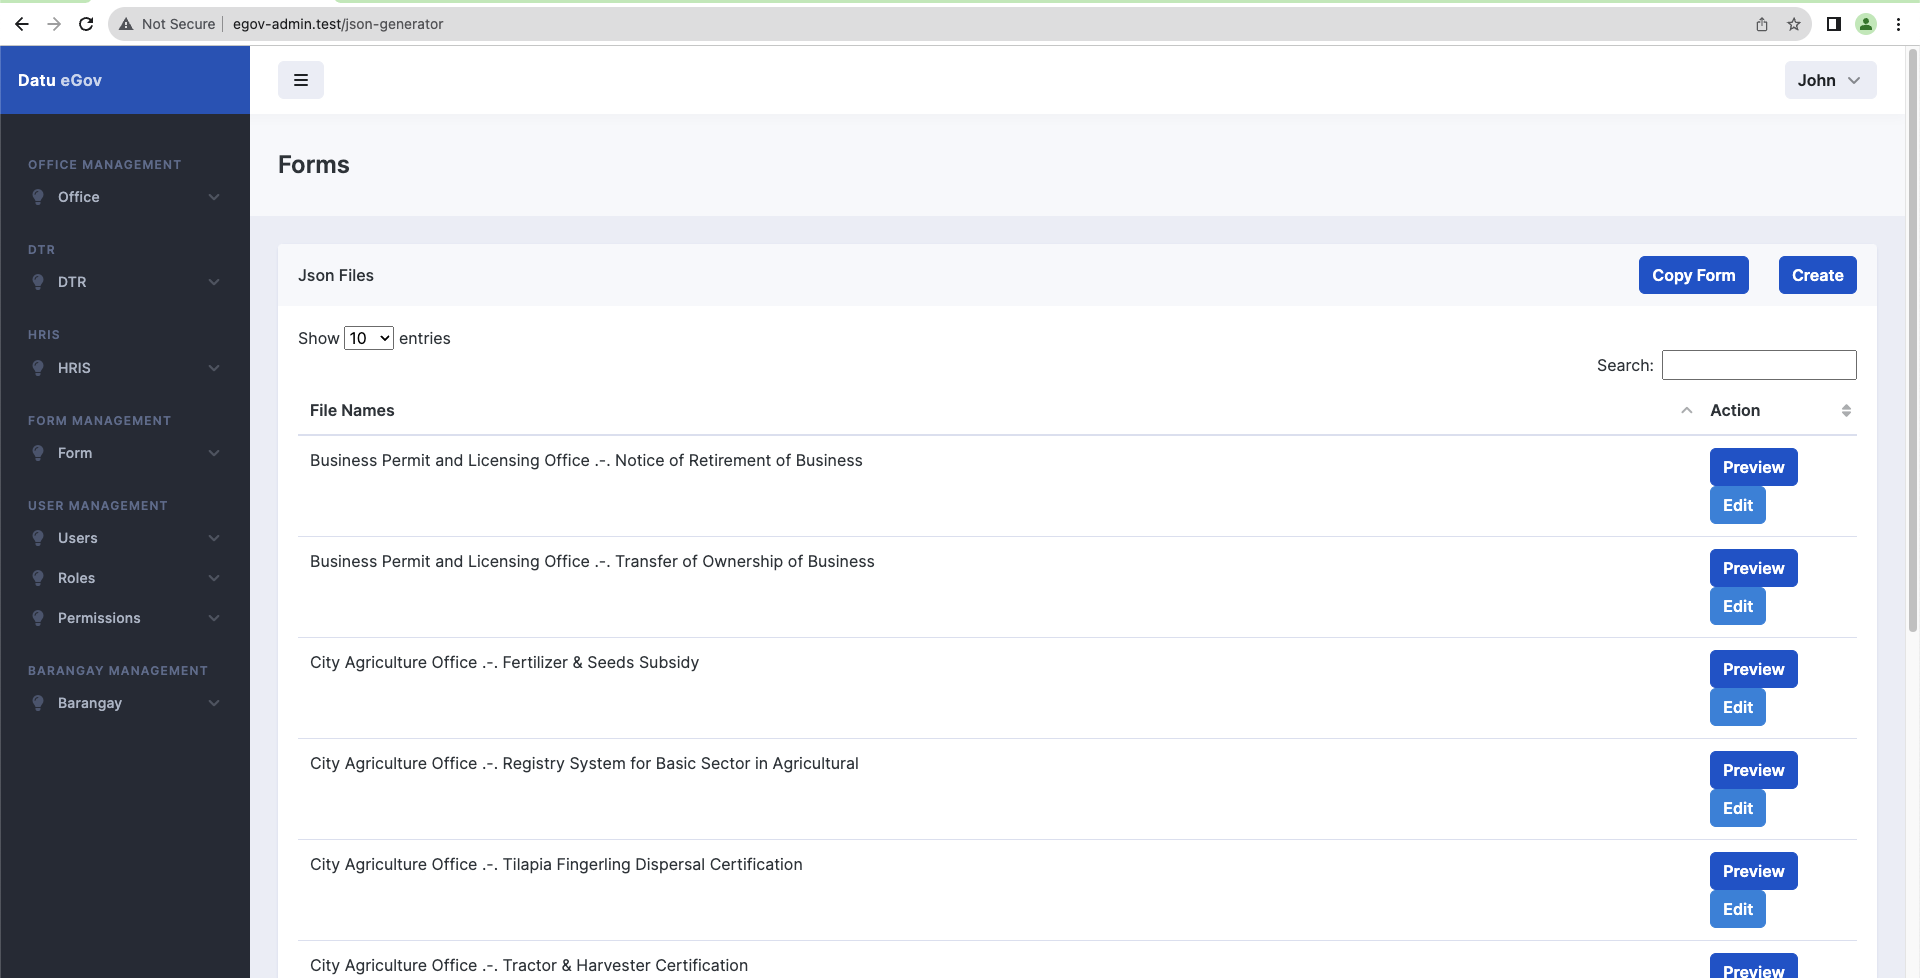 Not Secure | egov-admin.test/json-generator
Datu eGov
John
OFFICE MANAGEMENT
Office
DTR
DTR
HRIS
HRIS
FORM MANAGEMENT
Form
USER MANAGEMENT
Users
Roles
Permissions
BARANGAY MANAGEMENT
Barangay
Forms
Json Files
Copy Form
Create
Show 10 entries
Search:
File Names
Action
Business Permit and Licensing Office .-. Notice of Retirement of Business
Preview
Edit
Business Permit and Licensing Office .-. Transfer of Ownership of Business
Preview
Edit
City Agriculture Office .-. Fertilizer & Seeds Subsidy
Preview
Edit
City Agriculture Office .-. Registry System for Basic Sector in Agricultural
Preview
Edit
City Agriculture Office .-. Tilapia Fingerling Dispersal Certification
Preview
Edit
City Agriculture Office .-. Tractor & Harvester Certification
Preview